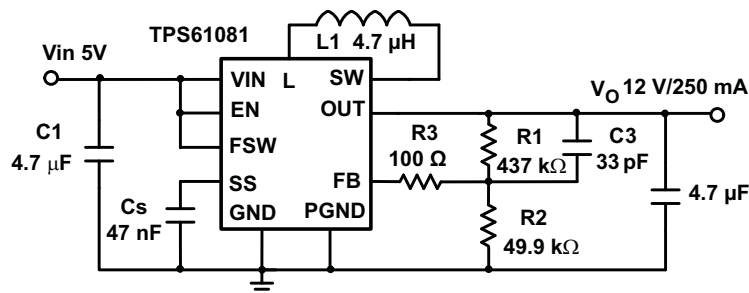 TPS61081
L1 4.7 µH
Vin 5V
VIN
L
SW
EN
OUT
V_O 12 V/250 mA
C1
4.7 µF
FSW
R3
100 Ω
R1
437 kΩ
C3
33 pF
SS
FB
Cs
47 nF
GND
PGND
R2
49.9 kΩ
4.7 µF